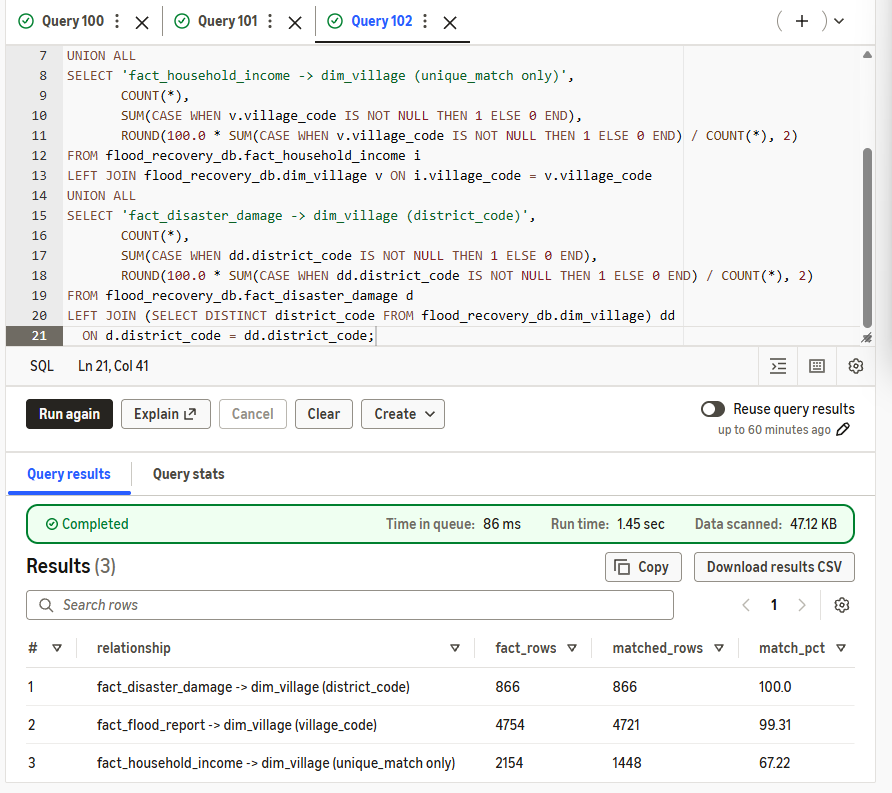 Query 100 Query 101 Query 102
7 UNION ALL
8 SELECT 'fact_household_income -> dim_village (unique_match only)',
9 COUNT(*),
10 SUM(CASE WHEN v.village_code IS NOT NULL THEN 1 ELSE 0 END),
11 ROUND(100.0 * SUM(CASE WHEN v.village_code IS NOT NULL THEN 1 ELSE 0 END) / COUNT(*), 2)
12 FROM flood_recovery_db.fact_household_income i
13 LEFT JOIN flood_recovery_db.dim_village v ON i.village_code = v.village_code
14 UNION ALL
15 SELECT 'fact_disaster_damage -> dim_village (district_code)',
16 COUNT(*),
17 SUM(CASE WHEN dd.district_code IS NOT NULL THEN 1 ELSE 0 END),
18 ROUND(100.0 * SUM(CASE WHEN dd.district_code IS NOT NULL THEN 1 ELSE 0 END) / COUNT(*), 2)
19 FROM flood_recovery_db.fact_disaster_damage d
20 LEFT JOIN (SELECT DISTINCT district_code FROM flood_recovery_db.dim_village) dd
21 ON d.district_code = dd.district_code;
SQL Ln 21, Col 41
Run again Explain Cancel Clear Create Reuse query results
up to 60 minutes ago
Query results Query stats
Completed Time in queue: 86 ms Run time: 1.45 sec Data scanned: 47.12 KB
Results (3) Copy Download results CSV
Search rows 1
# relationship fact_rows matched_rows match_pct
1 fact_disaster_damage -> dim_village (district_code) 866 866 100.0
2 fact_flood_report -> dim_village (village_code) 4754 4721 99.31
3 fact_household_income -> dim_village (unique_match only) 2154 1448 67.22